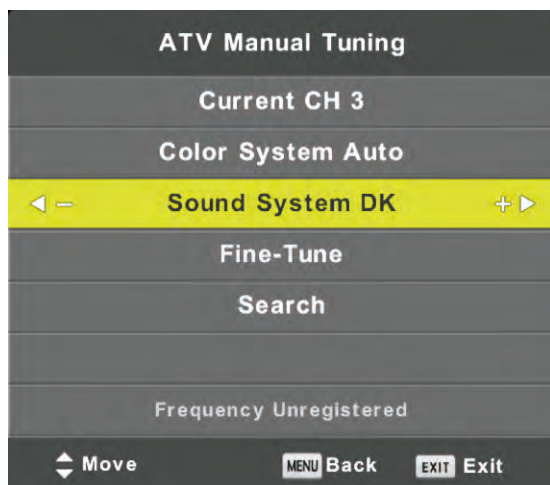 ATV Manual Tuning
Current CH 3
Color System Auto
− Sound System DK +
Fine-Tune
Search
Frequency Unregistered
Move MENU Back EXIT Exit